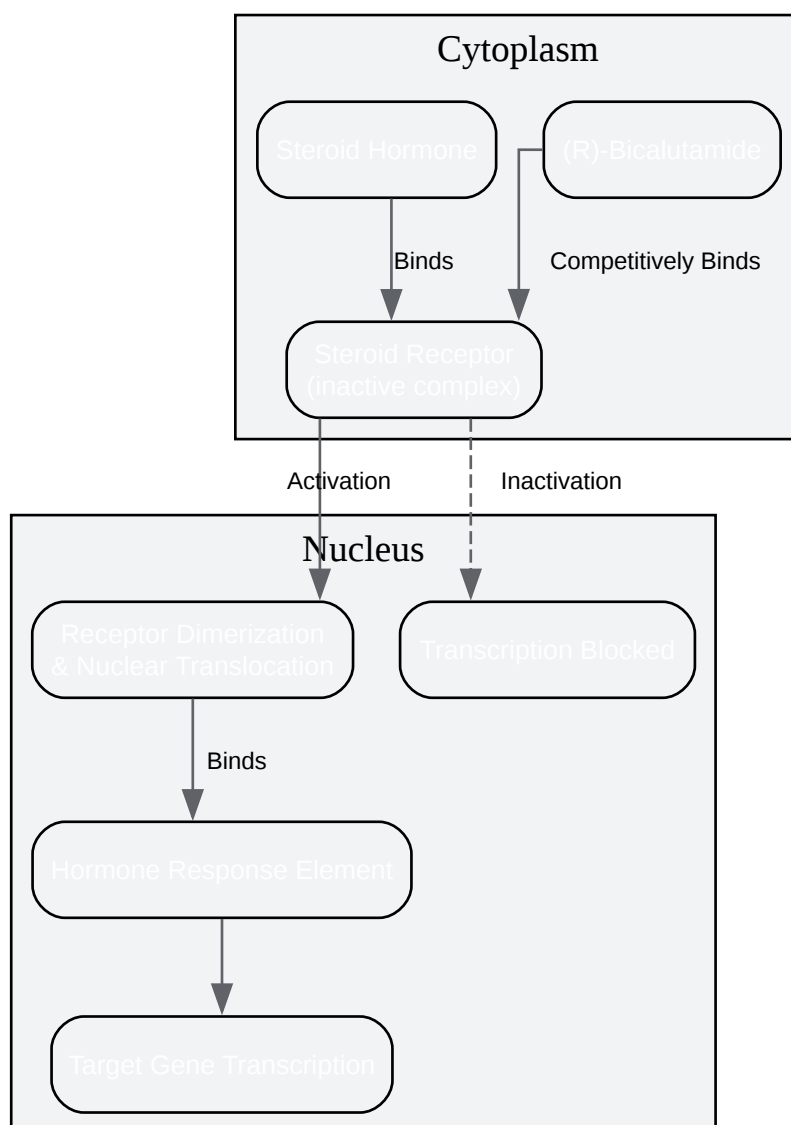 Cytoplasm
Steroid Hormone
(R)-Bicalutamide
Binds
Competitively Binds
Steroid Receptor
(inactive complex)
Activation
Inactivation
Nucleus
Receptor Dimerization
& Nuclear Translocation
Transcription Blocked
Binds
Hormone Response Element
Target Gene Transcription